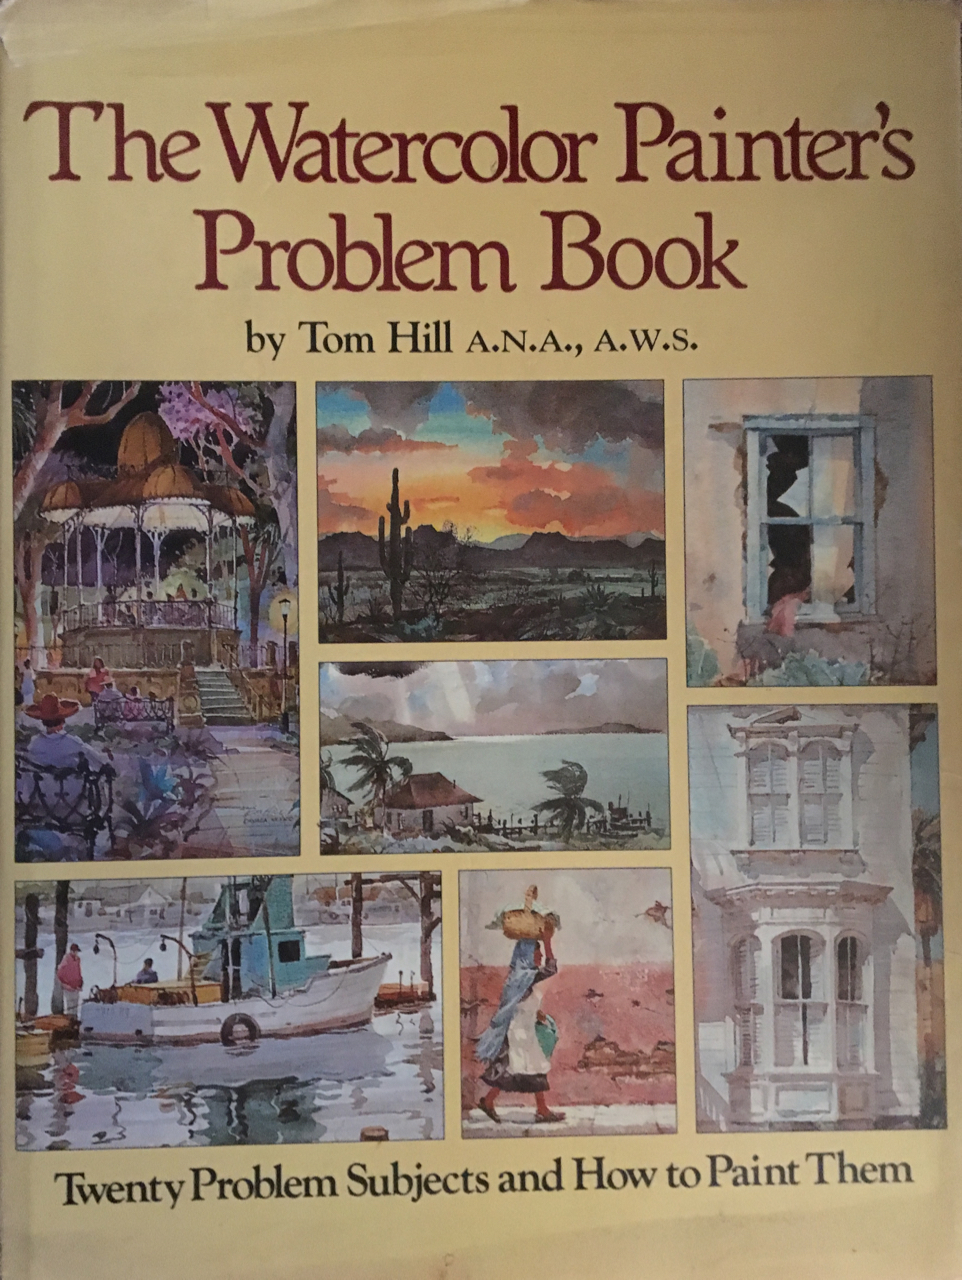 The Watercolor Painter's
Problem Book
by Tom Hill A.N.A., A.W.S.
Twenty Problem Subjects and How to Paint Them